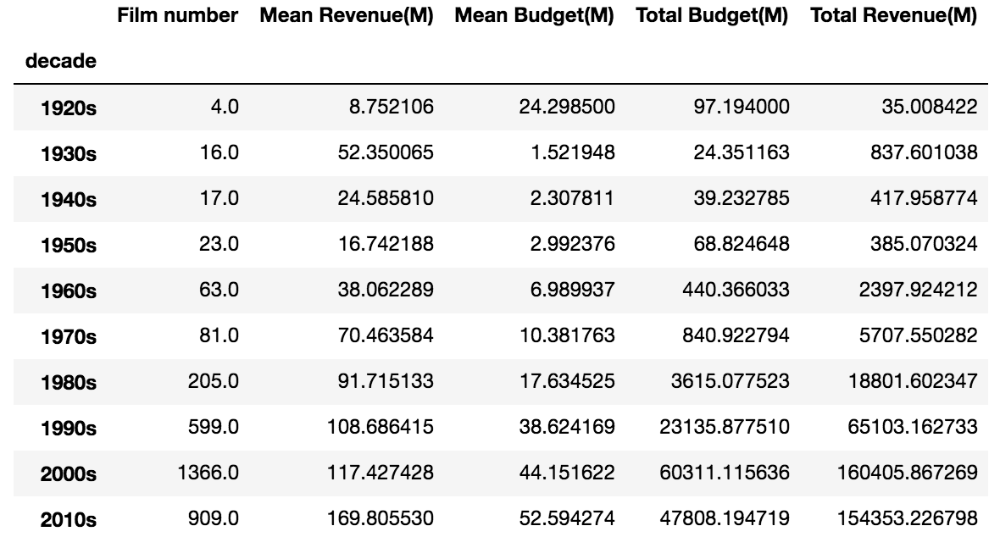 Film number Mean Revenue(M) Mean Budget(M) Total Budget(M) Total Revenue(M)
decade
1920s 4.0 8.752106 24.298500 97.194000 35.008422
1930s 16.0 52.350065 1.521948 24.351163 837.601038
1940s 17.0 24.585810 2.307811 39.232785 417.958774
1950s 23.0 16.742188 2.992376 68.824648 385.070324
1960s 63.0 38.062289 6.989937 440.366033 2397.924212
1970s 81.0 70.463584 10.381763 840.922794 5707.550282
1980s 205.0 91.715133 17.634525 3615.077523 18801.602347
1990s 599.0 108.686415 38.624169 23135.877510 65103.162733
2000s 1366.0 117.427428 44.151622 60311.115636 160405.867269
2010s 909.0 169.805530 52.594274 47808.194719 154353.226798